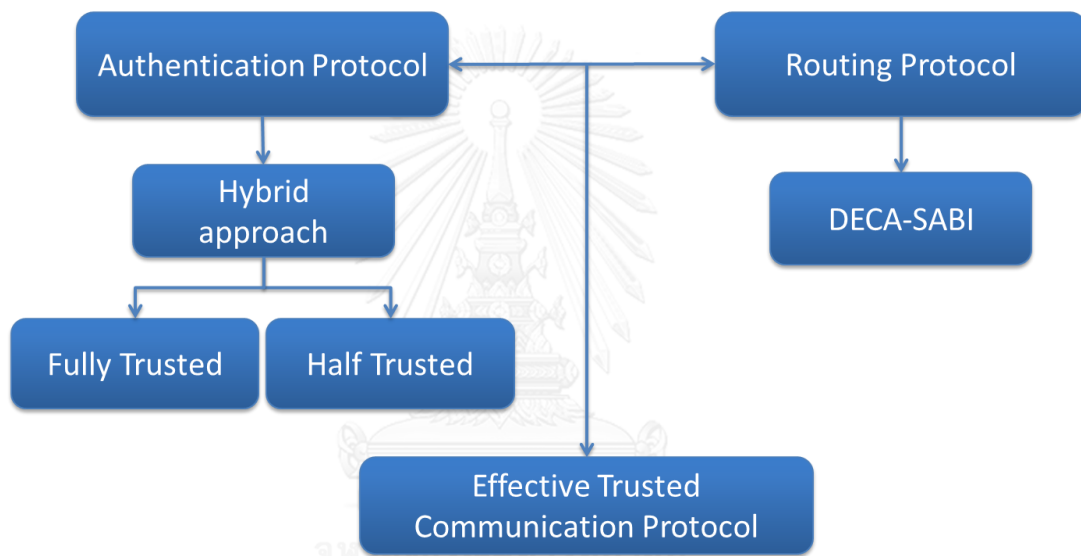 Authentication Protocol
Routing Protocol
Hybrid
approach
DECA-SABI
Fully Trusted
Half Trusted
Effective Trusted
Communication Protocol